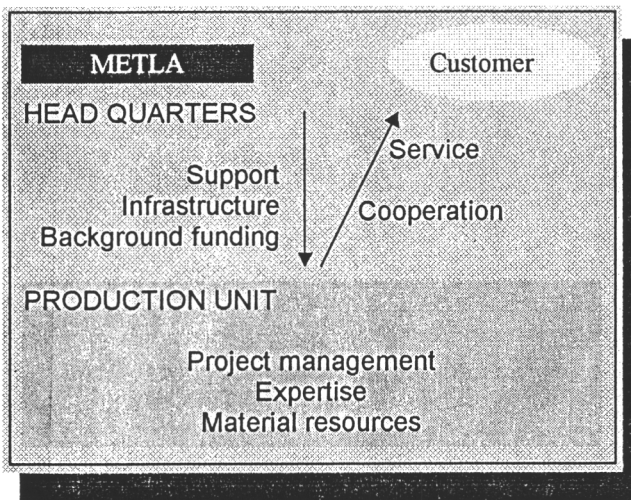 METLA
Customer
HEAD QUARTERS
Service
Support
Infrastructure
Cooperation
Background funding
PRODUCTION UNIT
Project management
Expertise
Material resources